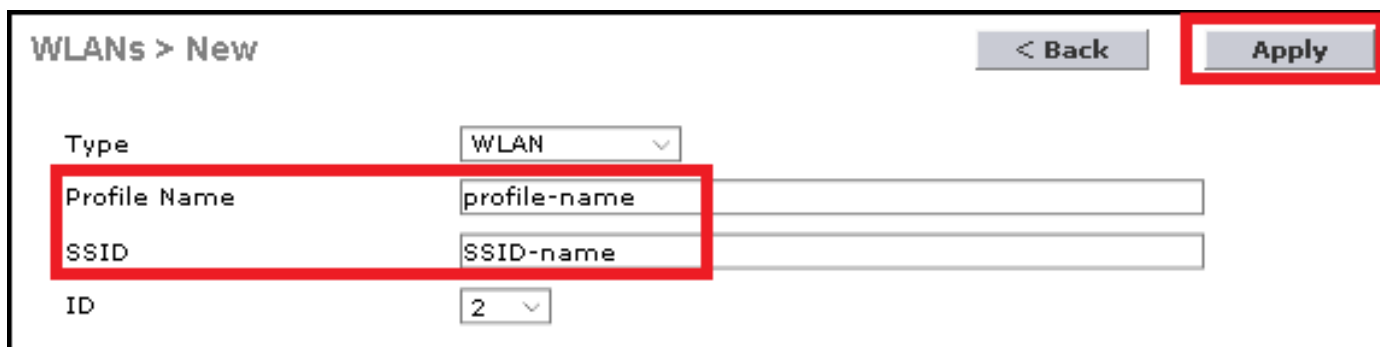 WLANs > New < Back Apply
Type WLAN
Profile Name profile-name
SSID SSID-name
ID 2